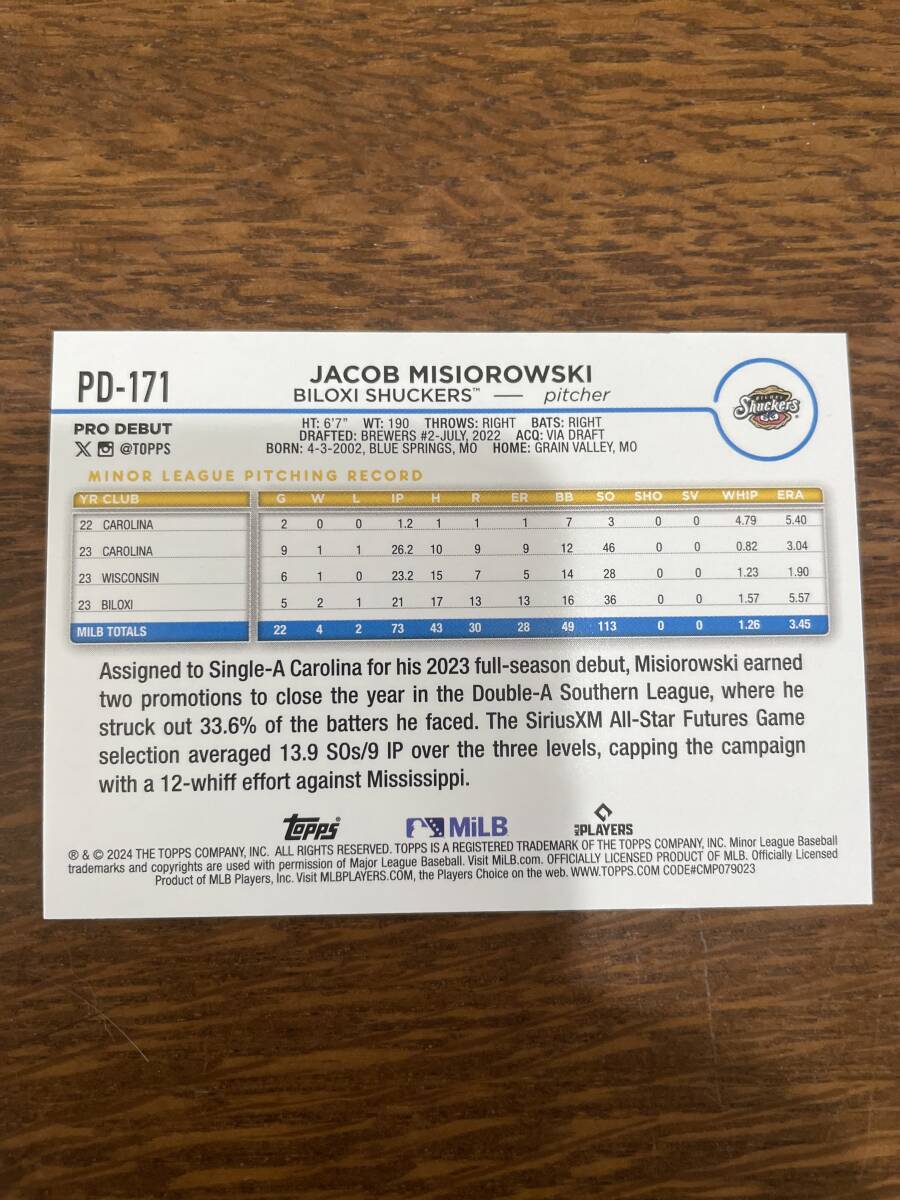 PD-171
JACOB MISIOROWSKI
BILOXI SHUCKERS™ — pitcher
Shuckers
PRO DEBUT
@TOPPS
HT: 6'7" WT: 190 THROWS: RIGHT BATS: RIGHT
DRAFTED: BREWERS #2-JULY, 2022 ACQ: VIA DRAFT
BORN: 4-3-2002, BLUE SPRINGS, MO HOME: GRAIN VALLEY, MO
MINOR LEAGUE PITCHING RECORD
YR CLUB G W L IP H R ER BB SO SHO SV WHIP ERA
22 CAROLINA 2 0 0 1.2 1 1 1 7 3 0 0 4.79 5.40
23 CAROLINA 9 1 1 26.2 10 9 9 12 46 0 0 0.82 3.04
23 WISCONSIN 6 1 0 23.2 15 7 5 14 28 0 0 1.23 1.90
23 BILOXI 5 2 1 21 17 13 13 16 36 0 0 1.57 5.57
MILB TOTALS 22 4 2 73 43 30 28 49 113 0 0 1.26 3.45
Assigned to Single-A Carolina for his 2023 full-season debut, Misiorowski earned
two promotions to close the year in the Double-A Southern League, where he
struck out 33.6% of the batters he faced. The SiriusXM All-Star Futures Game
selection averaged 13.9 SOs/9 IP over the three levels, capping the campaign
with a 12-whiff effort against Mississippi.
Topps MiLB MLB PLAYERS
® & © 2024 THE TOPPS COMPANY, INC. ALL RIGHTS RESERVED. TOPPS IS A REGISTERED TRADEMARK OF THE TOPPS COMPANY, INC. Minor League Baseball
trademarks and copyrights are used with permission of Major League Baseball. Visit MiLB.com. OFFICIALLY LICENSED PRODUCT OF MLB. Officially Licensed
Product of MLB Players, Inc. Visit MLBPLAYERS.COM, the Players Choice on the web. WWW.TOPPS.COM CODE#CMP079023